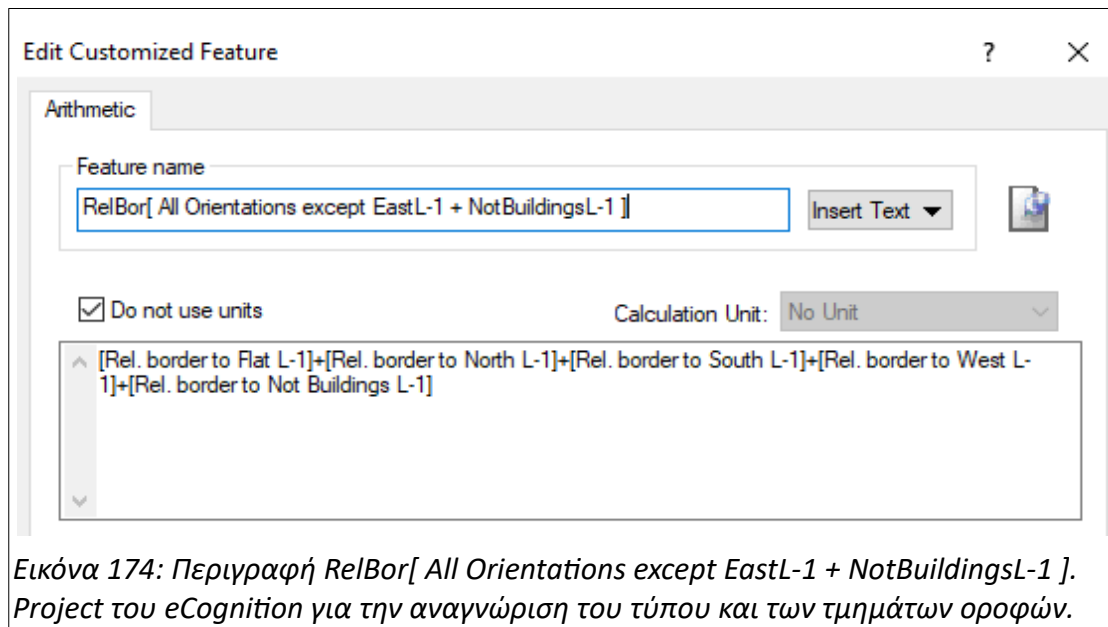 Edit Customized Feature ? ×
Arithmetic
Feature name
RelBor[ All Orientations except EastL-1 + NotBuildingsL-1 ] Insert Text
Do not use units Calculation Unit: No Unit
[Rel. border to Flat L-1]+[Rel. border to North L-1]+[Rel. border to South L-1]+[Rel. border to West L-
1]+[Rel. border to Not Buildings L-1]
Εικόνα 174: Περιγραφή RelBor[ All Orientations except EastL-1 + NotBuildingsL-1 ].
Project του eCognition για την αναγνώριση του τύπου και των τμημάτων οροφών.